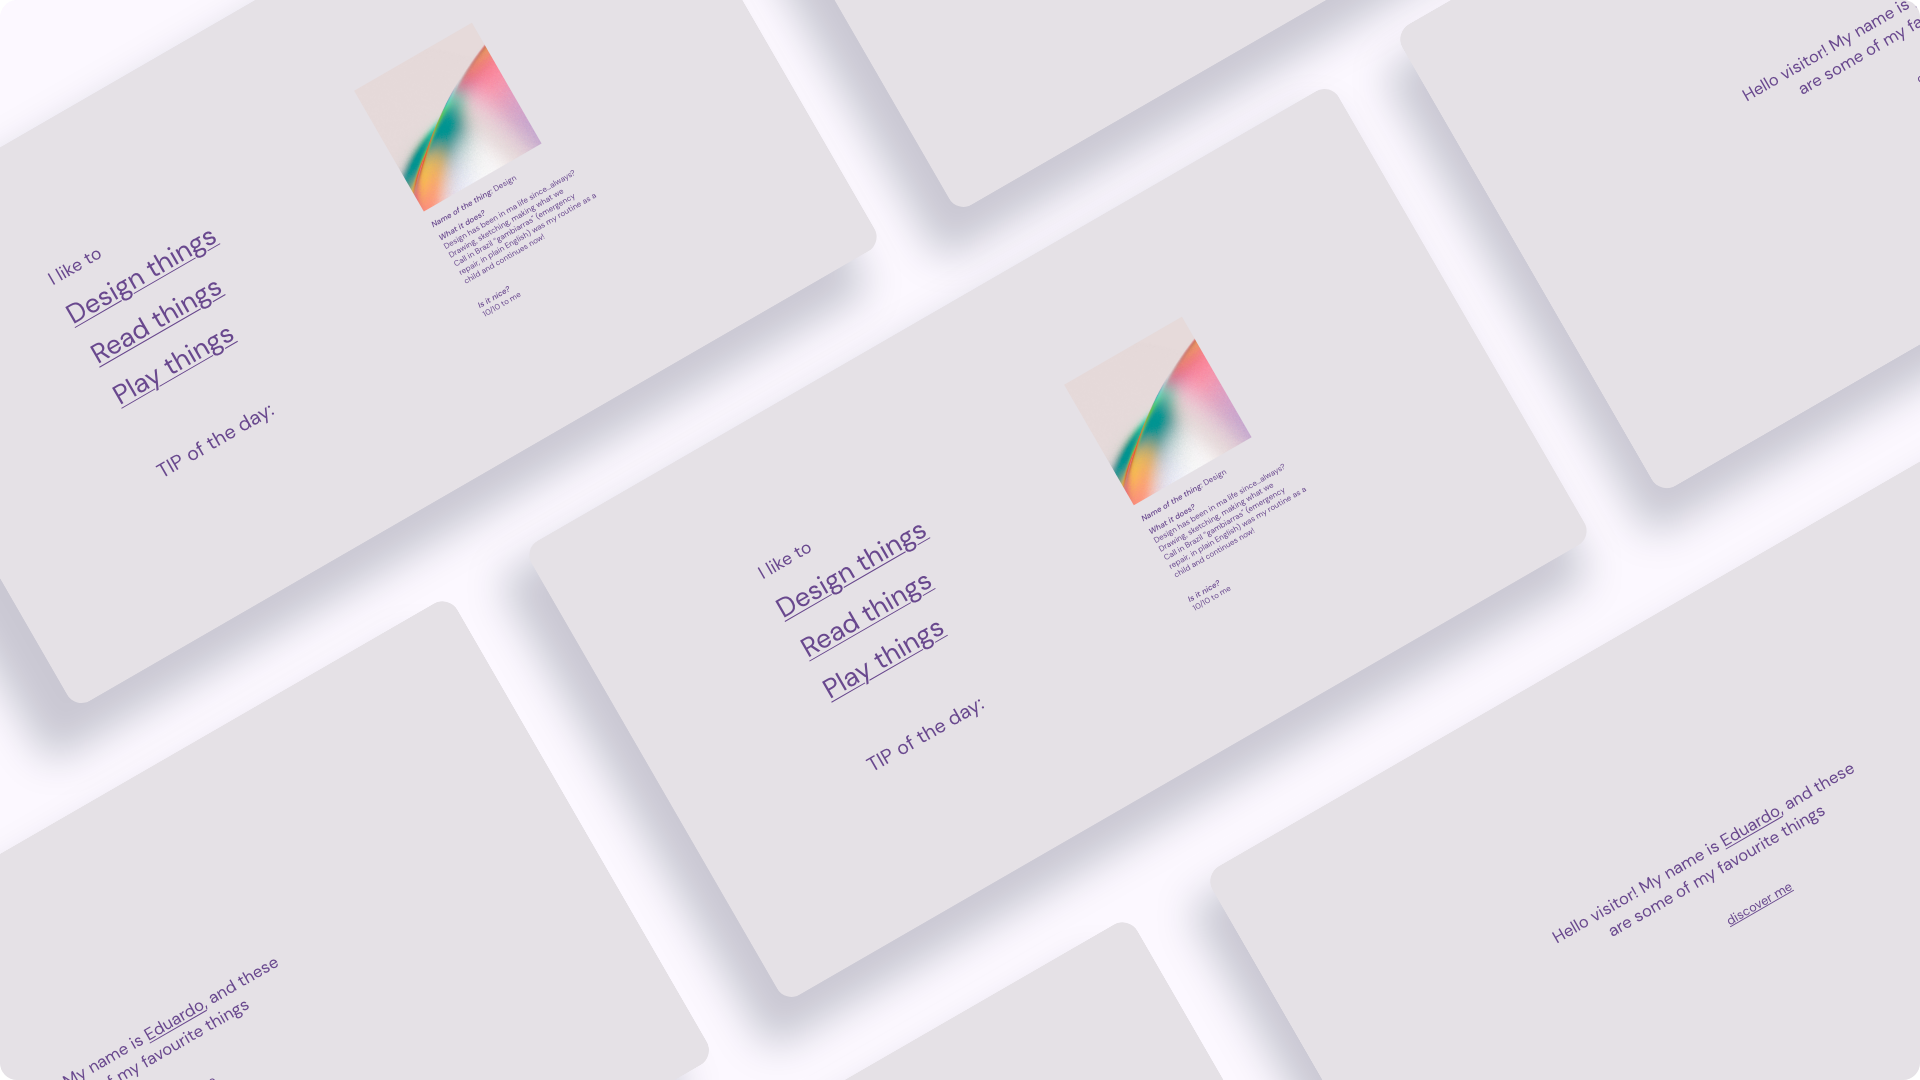 I like to
Design things
Read things
Play things
TIP of the day:
Name of the thing: Design
What it does?
Design has been in ma life since...always?
Drawing, sketching, making what we
Call in Brazil "gambiarras" (emergency
repair, in plain English) was my routine as a
child and continues now!
Is it nice?
10/10 to me
Hello visitor! My name is
are some of my
I like to
Design things
Read things
Play things
TIP of the day:
Name of the thing: Design
What it does?
Design has been in ma life since...always?
Drawing, sketching, making what we
Call in Brazil "gambiarras" (emergency
repair, in plain English) was my routine as a
child and continues now!
Is it nice?
10/10 to me
My name is Eduardo, and these
of my favourite things
Hello visitor! My name is Eduardo, and these
are some of my favourite things
discover me